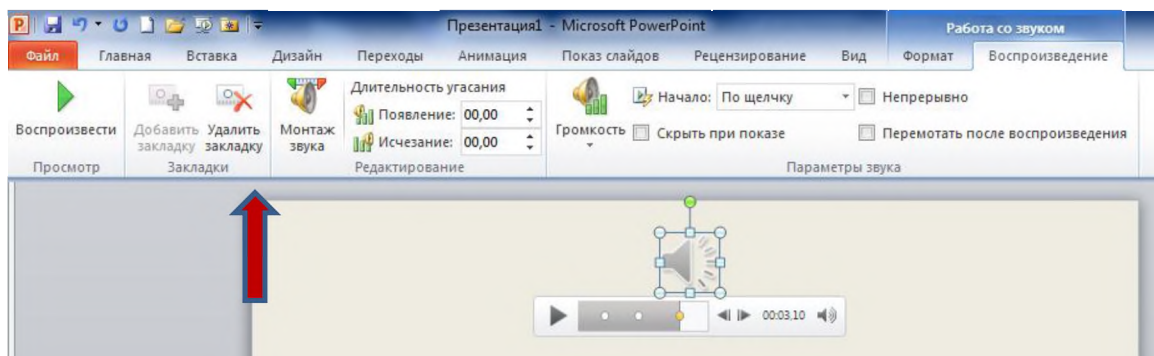 Презентация1 - Microsoft PowerPoint
Работа со звуком
Файл Главная Вставка Дизайн Переходы Анимация Показ слайдов Рецензирование Вид Формат Воспроизведение
Воспроизвести
Добавить закладку
Удалить закладку
Монтаж звука
Длительность угасания
Появление: 00,00
Исчезание: 00,00
Громкость
Начало: По щелчку
Скрыть при показе
Непрерывно
Перемотать после воспроизведения
Просмотр Закладки Редактирование Параметры звука
00:03,10